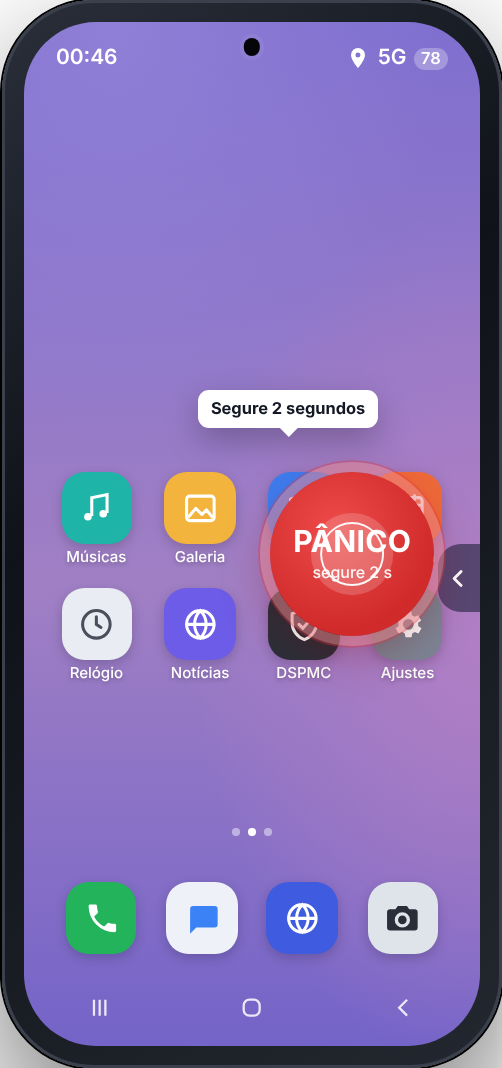 00:46
5G 78
Segure 2 segundos
Músicas
Galeria
PÂNICO
segure 2 s
Relógio
Notícias
DSPMC
Ajustes